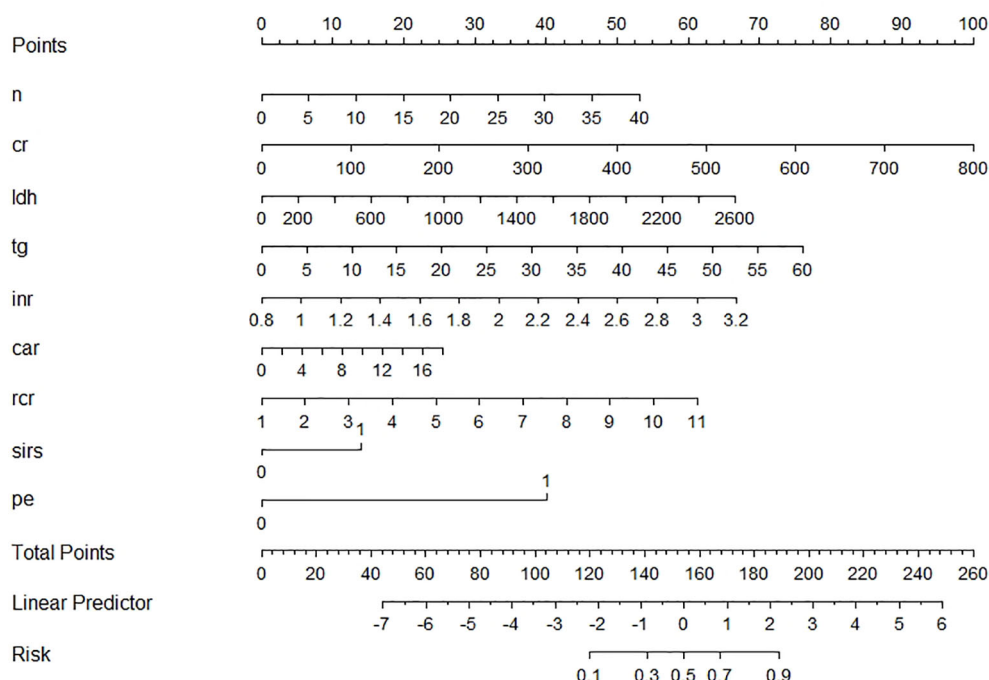 0 10 20 30 40 50 60 70 80 90 100
Points
n
0 5 10 15 20 25 30 35 40
cr
0 100 200 300 400 500 600 700 800
ldh
0 200 600 1000 1400 1800 2200 2600
tg
0 5 10 15 20 25 30 35 40 45 50 55 60
inr
0.8 1 1.2 1.4 1.6 1.8 2 2.2 2.4 2.6 2.8 3 3.2
car
0 4 8 12 16
rcr
1 2 3 4 5 6 7 8 9 10 11
1
sirs
0
1
pe
0
Total Points
0 20 40 60 80 100 120 140 160 180 200 220 240 260
Linear Predictor
-7 -6 -5 -4 -3 -2 -1 0 1 2 3 4 5 6
Risk
0.1 0.3 0.5 0.7 0.9